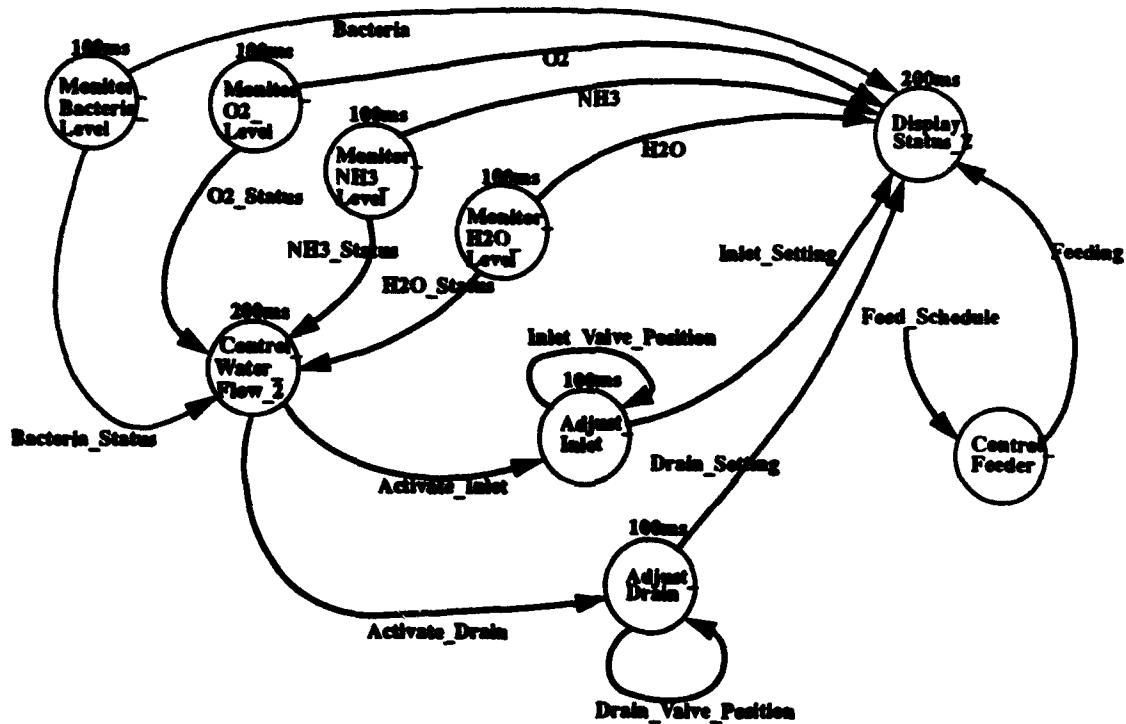 Bacteria
100ms
Monitor_
Bacteria_
Level
100ms
Monitor_
O2_
Level
O2
200ms
Display_
Status_2
100ms
Monitor_
NH3_
Level
NH3
100ms
Monitor_
H2O_
Level
H2O
O2_Status
NH3_Status
H2O_Status
Inlet_Setting
Feeding
200ms
Control_
Water_
Flow_2
Feed_Schedule
Inlet_Valve_Position
100ms
Adjust_
Inlet
Bacteria_Status
Control_
Feeder
Drain_Setting
Activate_Inlet
100ms
Adjust_
Drain
Activate_Drain
Drain_Valve_Position